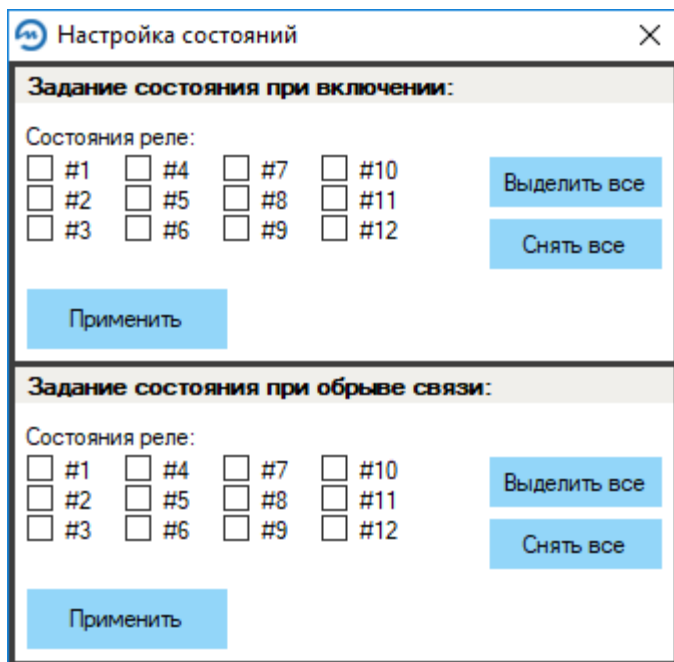 Настройка состояний
Задание состояния при включении:
Состояния реле:
#1 #4 #7 #10
#2 #5 #8 #11
#3 #6 #9 #12
Выделить все
Снять все
Применить
Задание состояния при обрыве связи:
Состояния реле:
#1 #4 #7 #10
#2 #5 #8 #11
#3 #6 #9 #12
Выделить все
Снять все
Применить